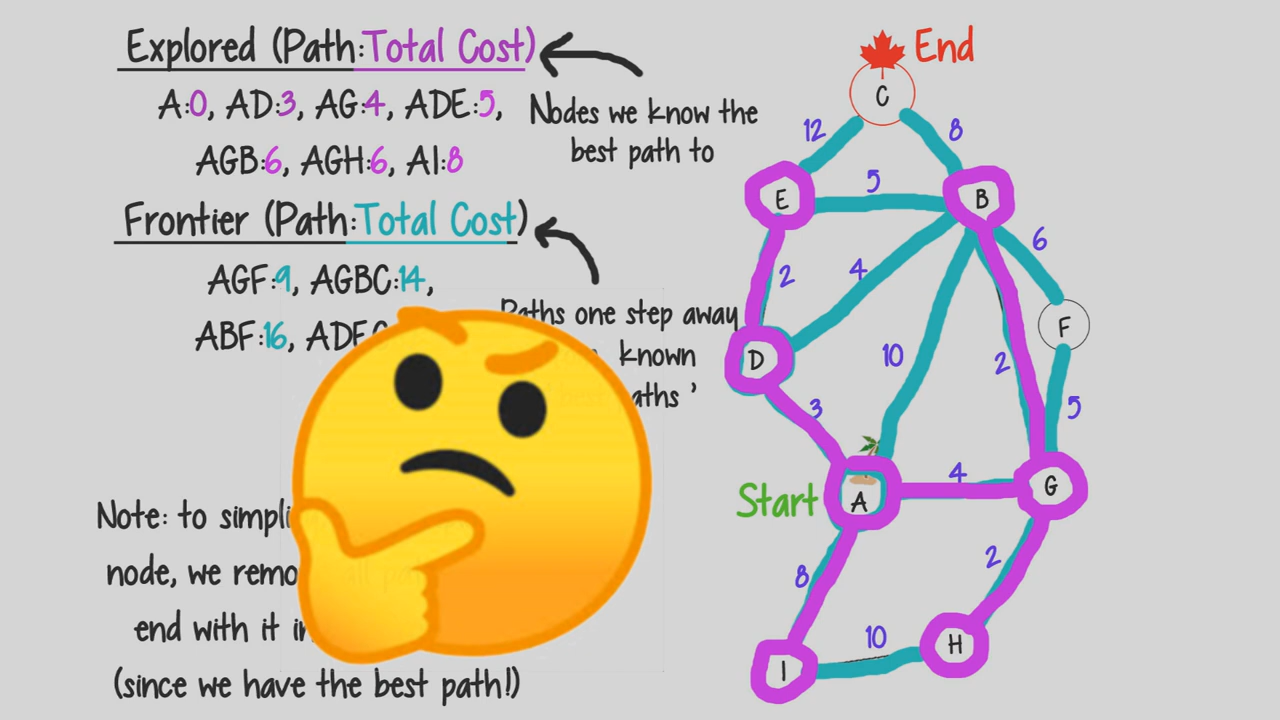 Explored (Path:Total Cost)
A:0, AD:3, AG:4, ADE:5,
AGB:6, AGH:6, AI:8
Nodes we know the
best path to
Frontier (Path:Total Cost)
AGF:9, AGBC:14,
ABF:16,
Paths one step away
known
Note: to
node, we
end with it
(since we have the best path!)
End
C
12
8
E
5
B
6
2
4
F
D
10
2
5
3
Start
A
4
G
8
2
10
H
I